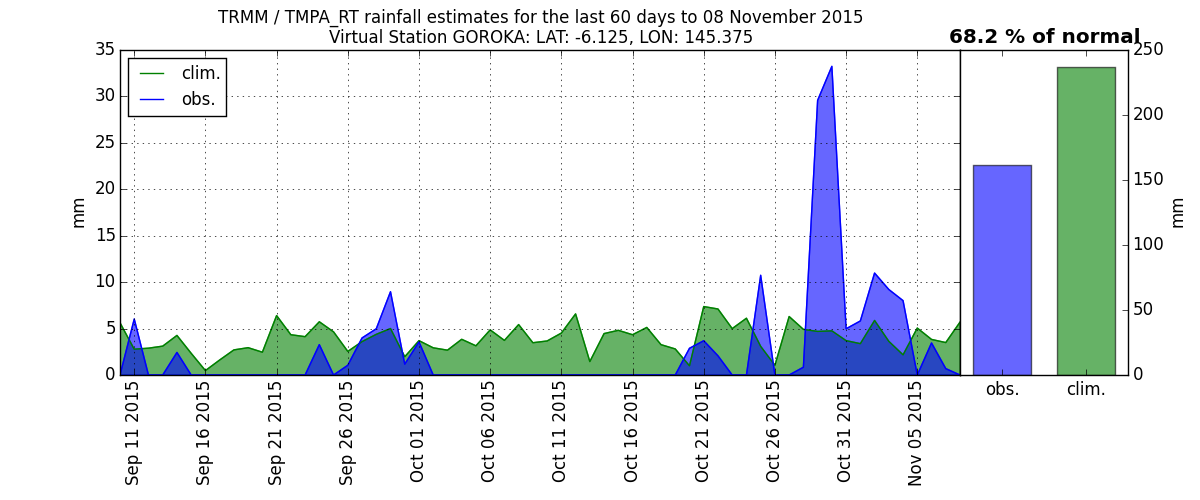 TRMM / TMPA_RT rainfall estimates for the last 60 days to 08 November 2015
Virtual Station GOROKA: LAT: -6.125, LON: 145.375
68.2 % of normal
clim.
obs.
35
30
25
20
15
10
5
0
mm
Sep 11 2015
Sep 16 2015
Sep 21 2015
Sep 26 2015
Oct 01 2015
Oct 06 2015
Oct 11 2015
Oct 16 2015
Oct 21 2015
Oct 26 2015
Oct 31 2015
Nov 05 2015
250
200
150
100
50
0
mm
obs.
clim.